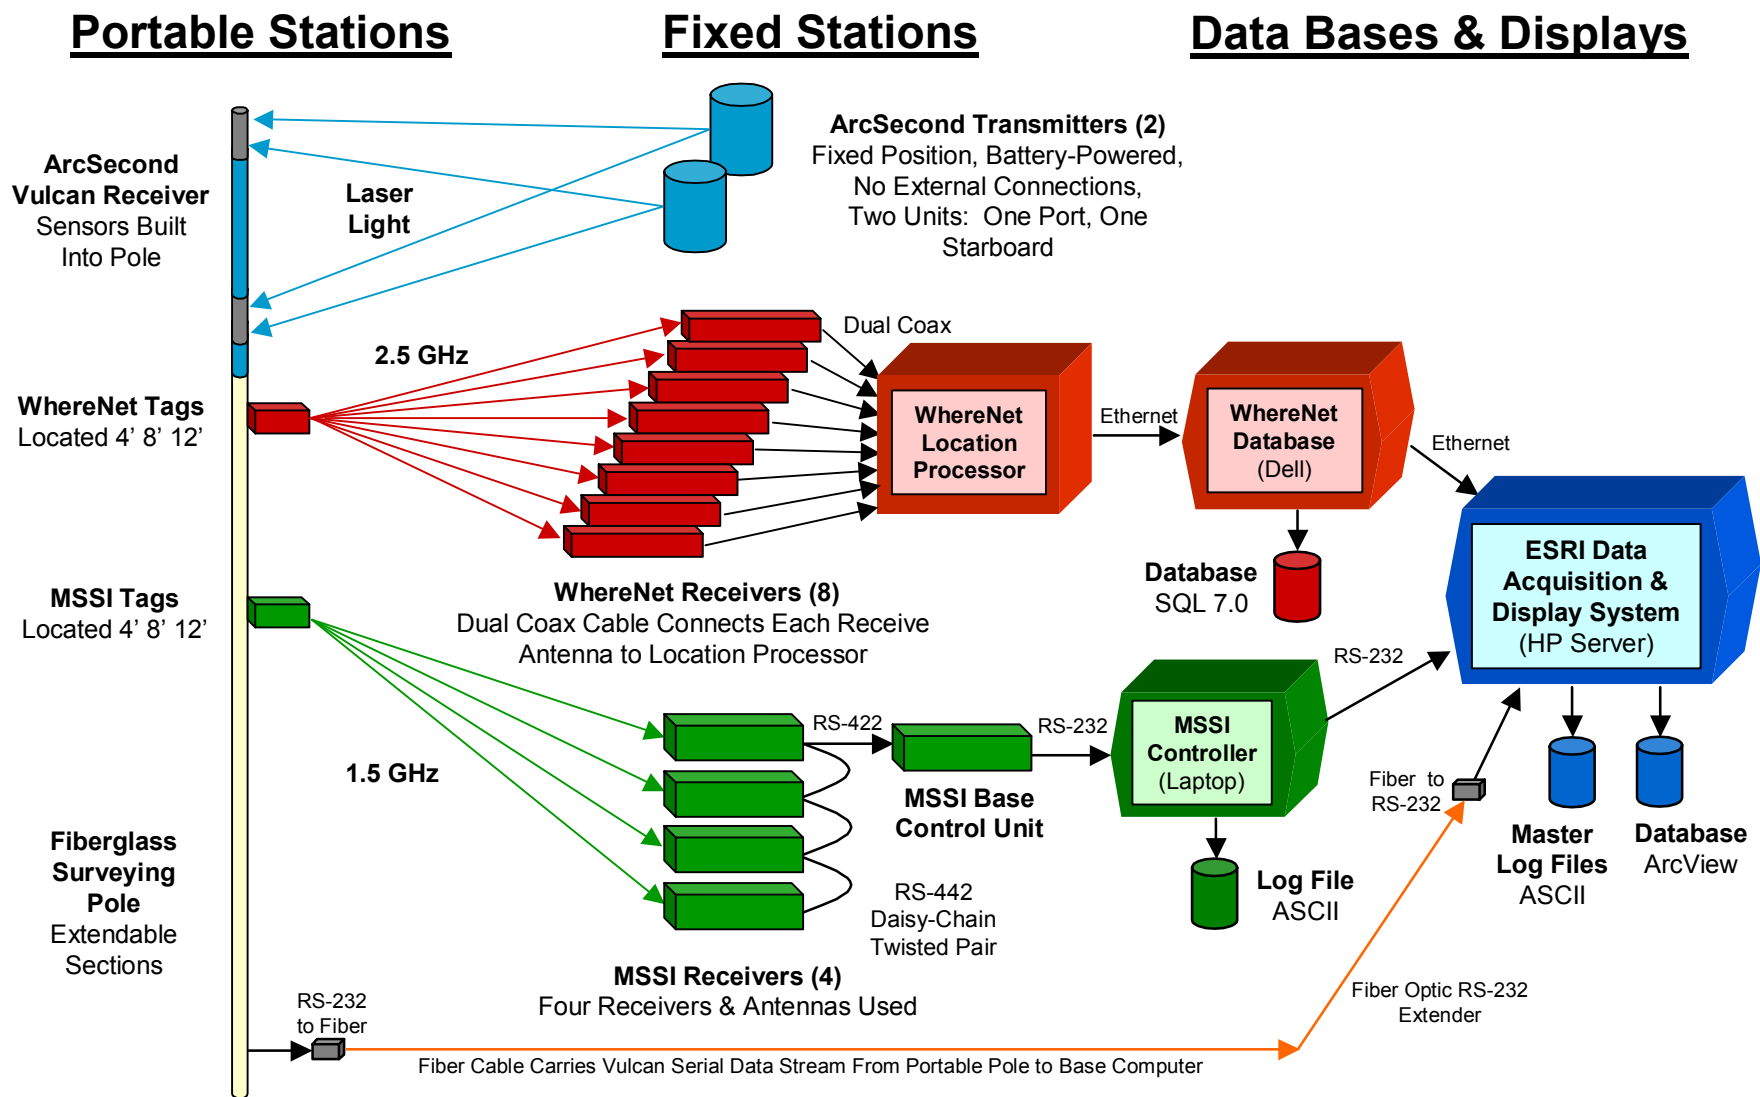 Portable Stations
Fixed Stations
Data Bases & Displays
ArcSecond
Vulcan Receiver
Sensors Built
Into Pole
Laser
Light
ArcSecond Transmitters (2)
Fixed Position, Battery-Powered,
No External Connections,
Two Units:  One Port, One
Starboard
2.5 GHz
Dual Coax
WhereNet Tags
Located 4’ 8’ 12’
WhereNet
Location
Processor
Ethernet
WhereNet
Database
(Dell)
Ethernet
WhereNet Receivers (8)
Dual Coax Cable Connects Each Receive
Antenna to Location Processor
Database
SQL 7.0
ESRI Data
Acquisition &
Display System
(HP Server)
MSSI Tags
Located 4’ 8’ 12’
1.5 GHz
RS-422
MSSI Base
Control Unit
RS-232
MSSI
Controller
(Laptop)
RS-232
Fiber to
RS-232
RS-442
Daisy-Chain
Twisted Pair
Log File
ASCII
Master
Log Files
ASCII
Database
ArcView
Fiberglass
Surveying
Pole
Extendable
Sections
MSSI Receivers (4)
Four Receivers & Antennas Used
RS-232
to Fiber
Fiber Optic RS-232
Extender
Fiber Cable Carries Vulcan Serial Data Stream From Portable Pole to Base Computer